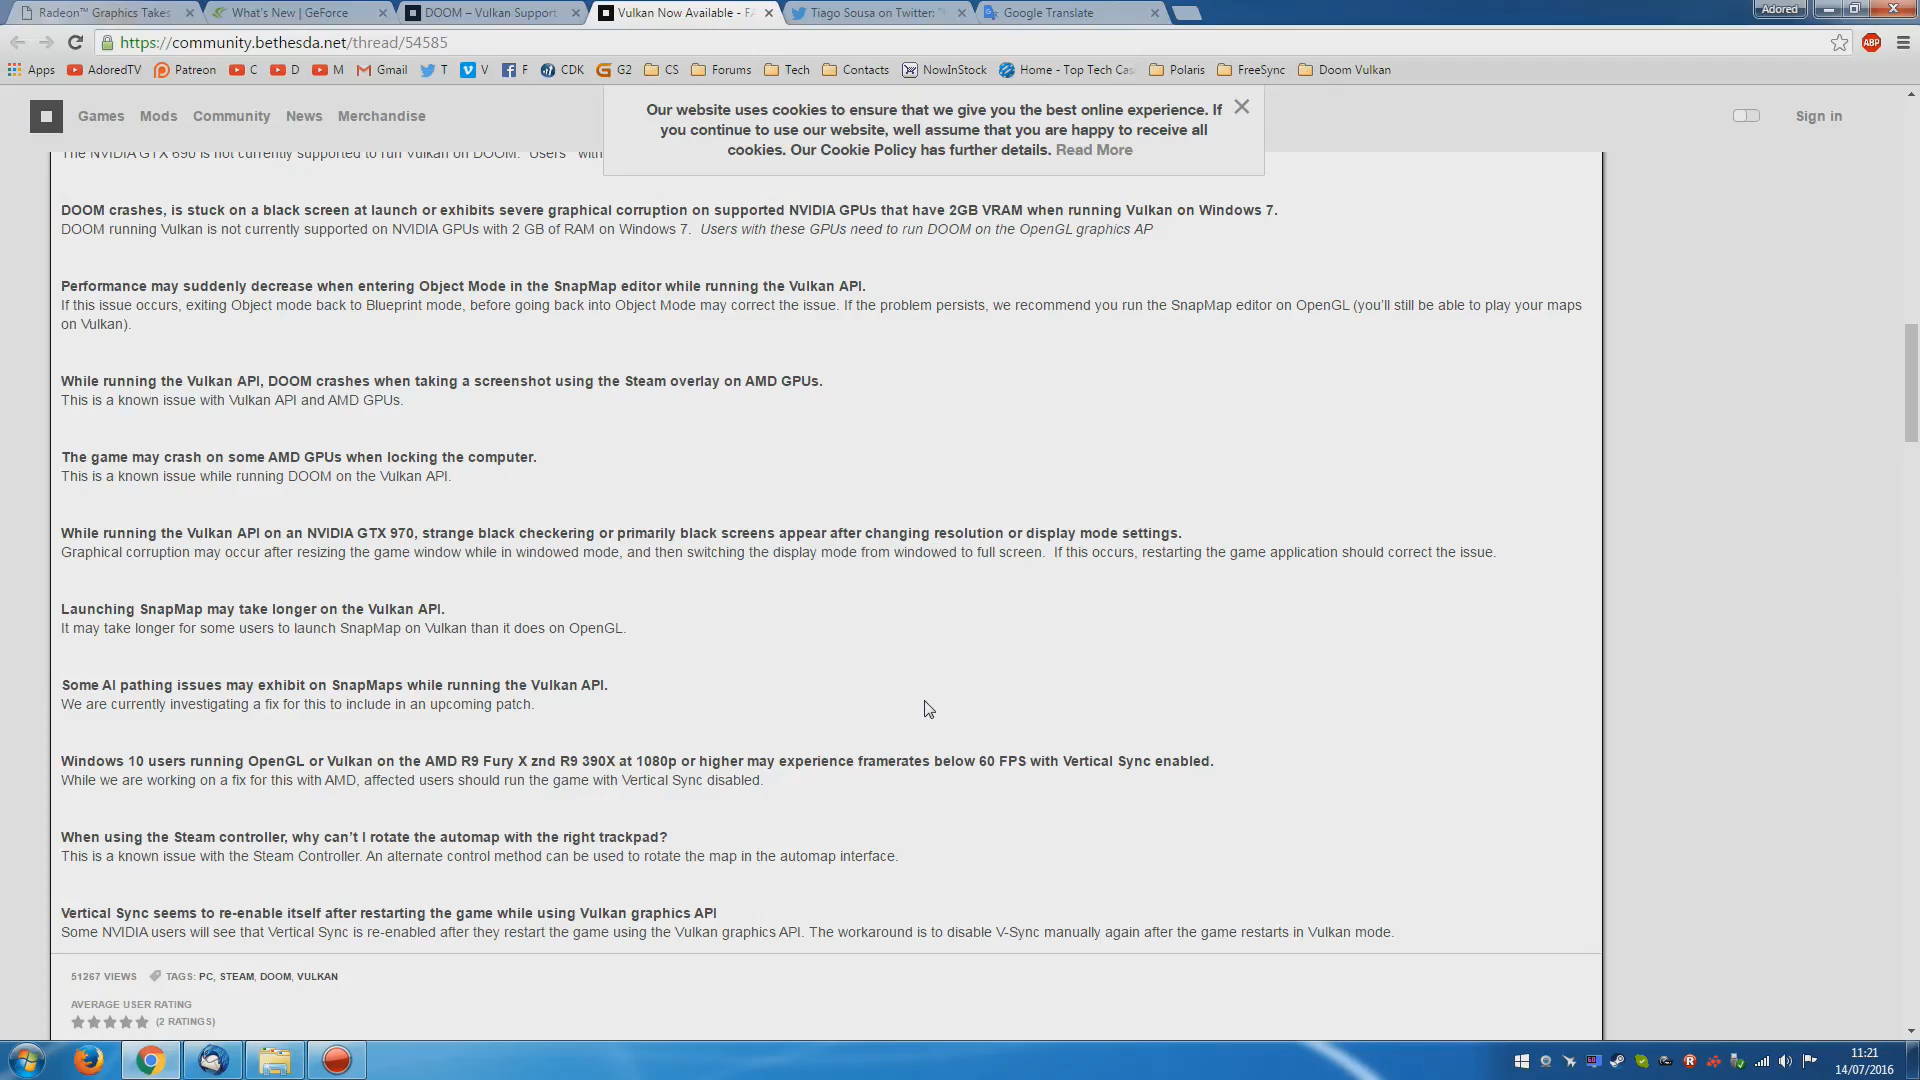 Radeon™ Graphics Takes
What's New | GeForce
DOOM – Vulkan Support
Vulkan Now Available - FA
Tiago Sousa on Twitter: "
Google Translate
Adored
https://community.bethesda.net/thread/54585
ABP
Apps
AdoredTV
Patreon
C
D
M
Gmail
T
V
F
CDK
G2
CS
Forums
Tech
Contacts
NowInStock
Home - Top Tech Cas
Polaris
FreeSync
Doom Vulkan
Games
Mods
Community
News
Merchandise
Our website uses cookies to ensure that we give you the best online experience. If
you continue to use our website, well assume that you are happy to receive all
cookies. Our Cookie Policy has further details. Read More
Sign in
The NVIDIA GTX 690 is not currently supported to run Vulkan on DOOM. Users with
DOOM crashes, is stuck on a black screen at launch or exhibits severe graphical corruption on supported NVIDIA GPUs that have 2GB VRAM when running Vulkan on Windows 7.
DOOM running Vulkan is not currently supported on NVIDIA GPUs with 2 GB of RAM on Windows 7. Users with these GPUs need to run DOOM on the OpenGL graphics AP
Performance may suddenly decrease when entering Object Mode in the SnapMap editor while running the Vulkan API.
If this issue occurs, exiting Object mode back to Blueprint mode, before going back into Object Mode may correct the issue. If the problem persists, we recommend you run the SnapMap editor on OpenGL (you'll still be able to play your maps
on Vulkan).
While running the Vulkan API, DOOM crashes when taking a screenshot using the Steam overlay on AMD GPUs.
This is a known issue with Vulkan API and AMD GPUs.
The game may crash on some AMD GPUs when locking the computer.
This is a known issue while running DOOM on the Vulkan API.
While running the Vulkan API on an NVIDIA GTX 970, strange black checkering or primarily black screens appear after changing resolution or display mode settings.
Graphical corruption may occur after resizing the game window while in windowed mode, and then switching the display mode from windowed to full screen. If this occurs, restarting the game application should correct the issue.
Launching SnapMap may take longer on the Vulkan API.
It may take longer for some users to launch SnapMap on Vulkan than it does on OpenGL.
Some AI pathing issues may exhibit on SnapMaps while running the Vulkan API.
We are currently investigating a fix for this to include in an upcoming patch.
Windows 10 users running OpenGL or Vulkan on the AMD R9 Fury X znd R9 390X at 1080p or higher may experience framerates below 60 FPS with Vertical Sync enabled.
While we are working on a fix for this with AMD, affected users should run the game with Vertical Sync disabled.
When using the Steam controller, why can't I rotate the automap with the right trackpad?
This is a known issue with the Steam Controller. An alternate control method can be used to rotate the map in the automap interface.
Vertical Sync seems to re-enable itself after restarting the game while using Vulkan graphics API
Some NVIDIA users will see that Vertical Sync is re-enabled after they restart the game using the Vulkan graphics API. The workaround is to disable V-Sync manually again after the game restarts in Vulkan mode.
51267 VIEWS
TAGS: PC, STEAM, DOOM, VULKAN
AVERAGE USER RATING
(2 RATINGS)
11:21
14/07/2016